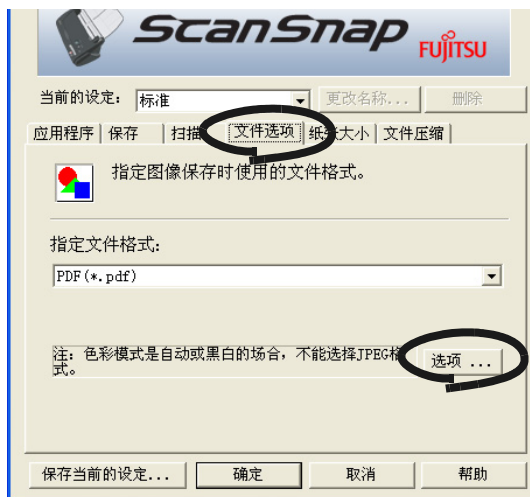 ScanSnap
FUJITSU
当前的设定: 标准 更改名称... 删除
应用程序 保存 扫描 文件选项 纸张大小 文件压缩
指定图像保存时使用的文件格式。
指定文件格式:
PDF(*.pdf)
注: 色彩模式是自动或黑白的场合, 不能选择JPEG格
式。
选项 ...
保存当前的设定... 确定 取消 帮助